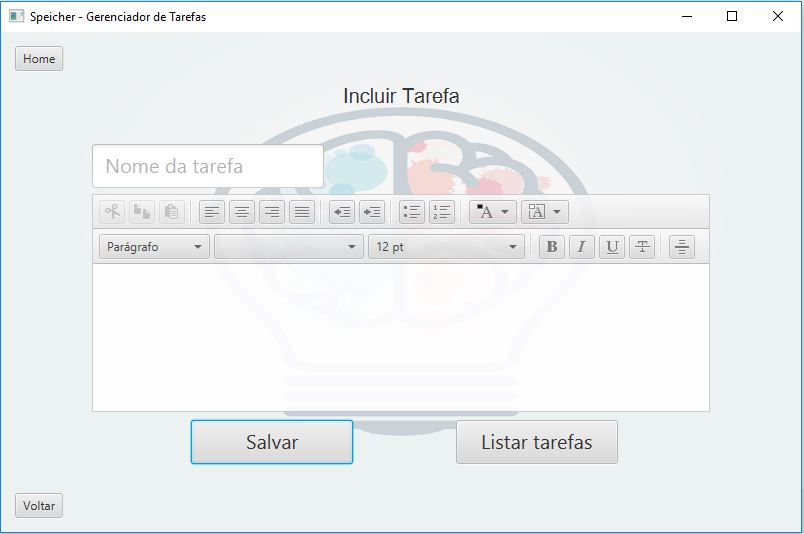 Speicher - Gerenciador de Tarefas
Home
Incluir Tarefa
Nome da tarefa
A A
Parágrafo 12 pt B I U T
Salvar Listar tarefas
Voltar